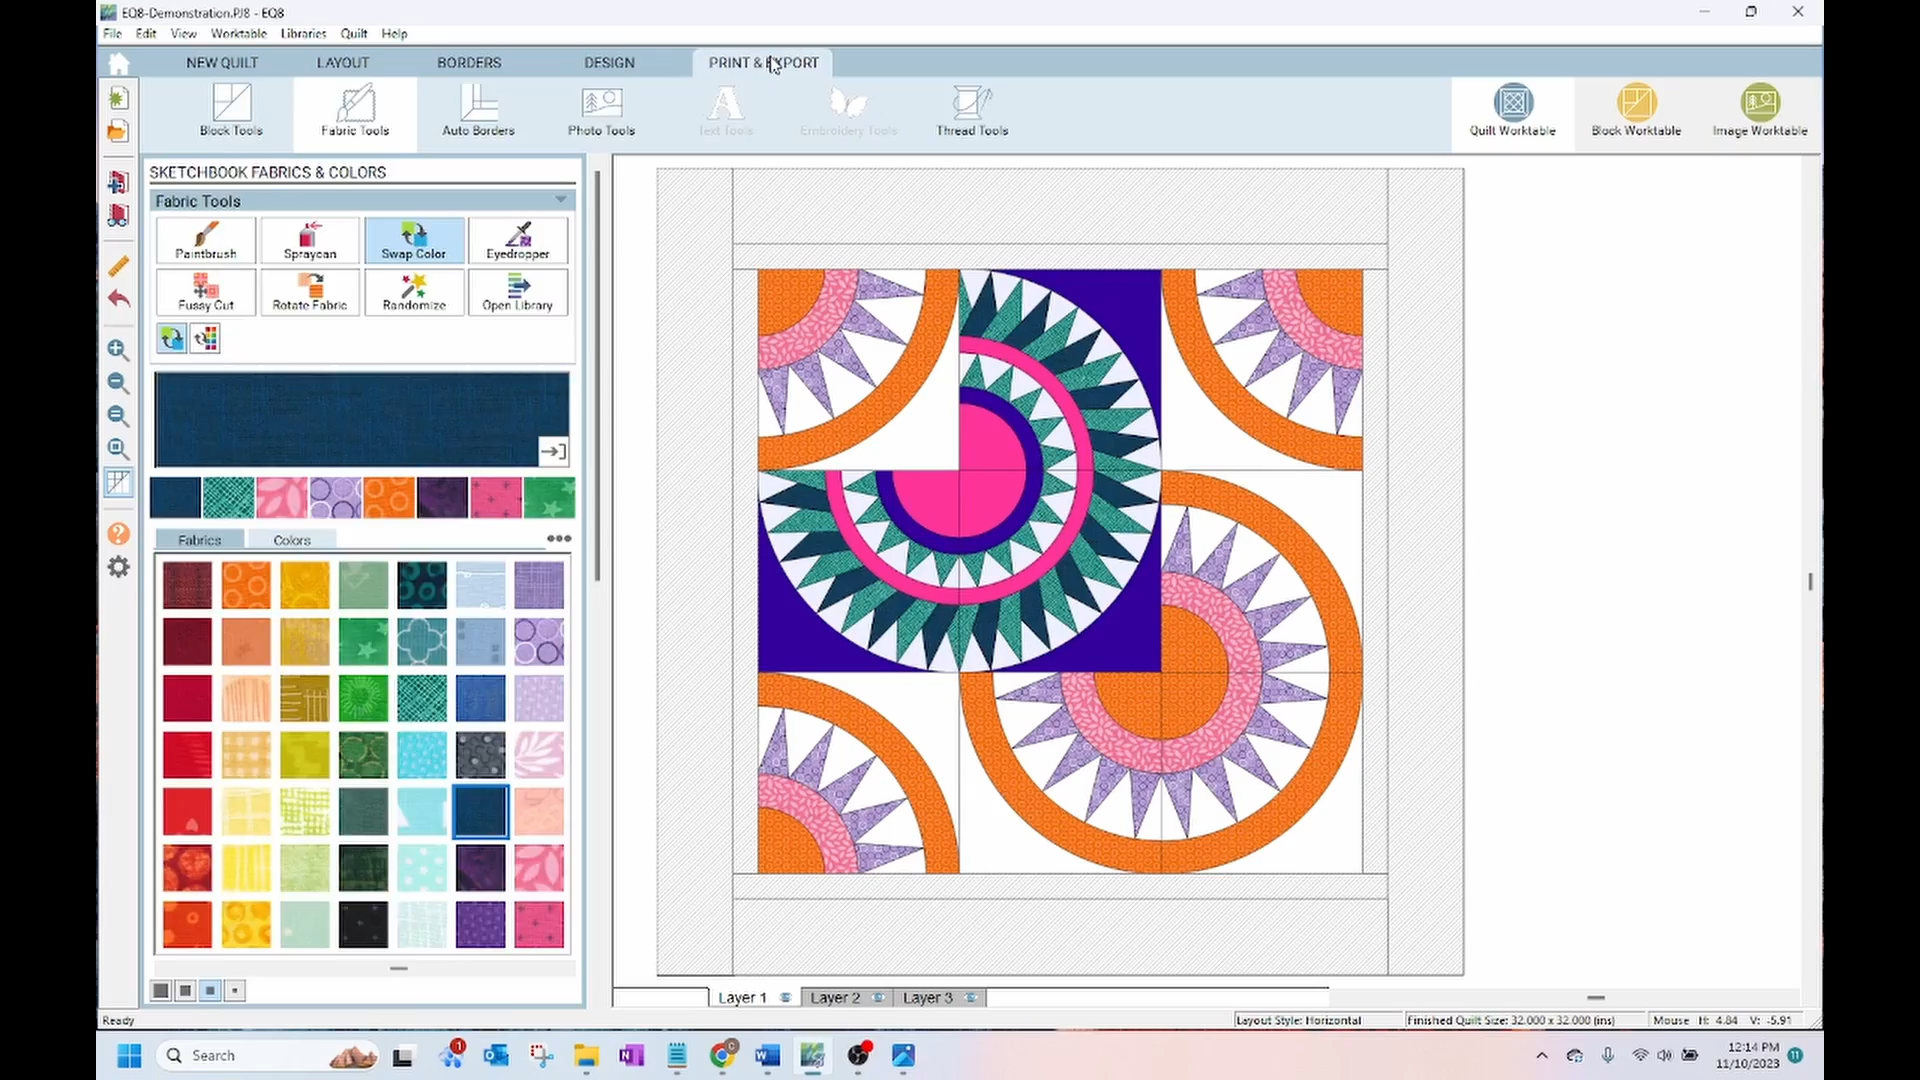 EQ8-Demonstration.PJ8 - EQ8
File Edit View Worktable Libraries Quilt Help
NEW QUILT LAYOUT BORDERS DESIGN PRINT & EXPORT
Block Tools Fabric Tools Auto Borders Photo Tools Text Tools Embroidery Tools Thread Tools Quilt Worktable Block Worktable Image Worktable
SKETCHBOOK FABRICS & COLORS
Fabric Tools
Paintbrush Spraycan Swap Color Eyedropper
Fussy Cut Rotate Fabric Randomize Open Library
Fabrics Colors
Layer 1 Layer 2 Layer 3
Ready Layout Style: Horizontal Finished Quilt Size: 32.000 x 32.000 (ins) Mouse H: 4.84 V: -5.91
Search 1 12:14 PM
11/10/2023 11